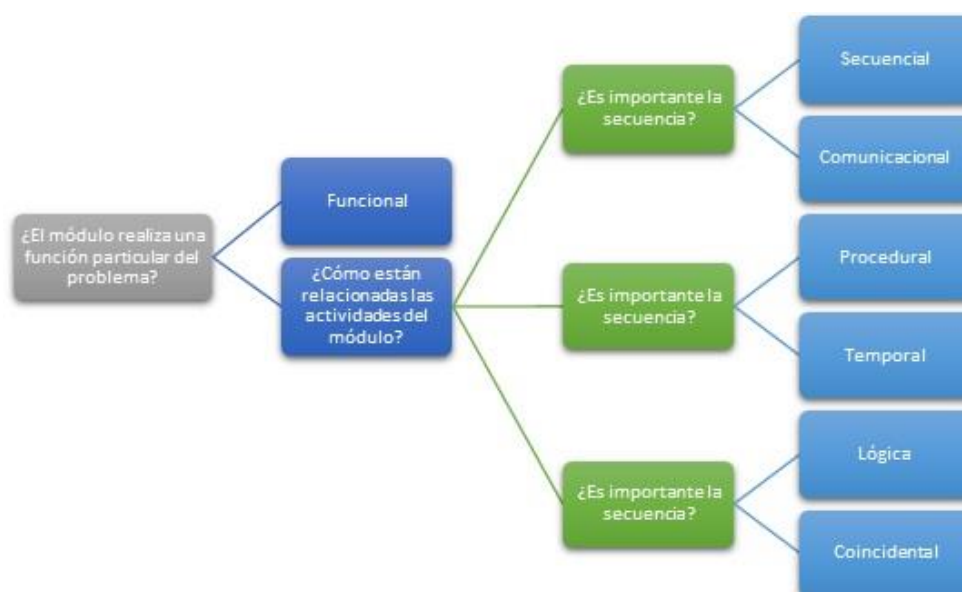 ¿El módulo realiza una
función particular del
problema?
Funcional
¿Cómo están
relacionadas las
actividades del
módulo?
¿Es importante la
secuencia?
Secuencial
Comunicacional
¿Es importante la
secuencia?
Procedural
Temporal
¿Es importante la
secuencia?
Lógica
Coincidental